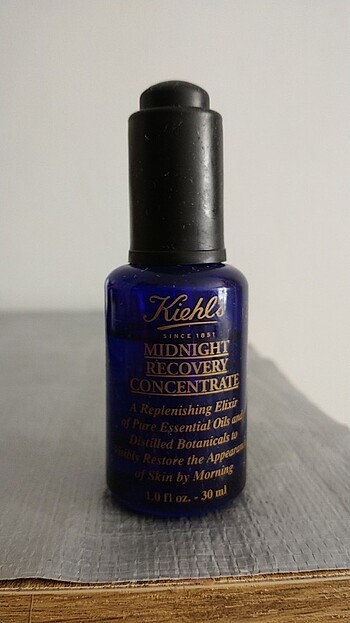 Kiehl's
SINCE 1851
MIDNIGHT
RECOVERY
CONCENTRATE
A Replenishing Elixir
of Pure Essential Oils and
Distilled Botanicals to
Restore the Appearance
of Skin by Morning
1.0 fl oz. - 30 ml